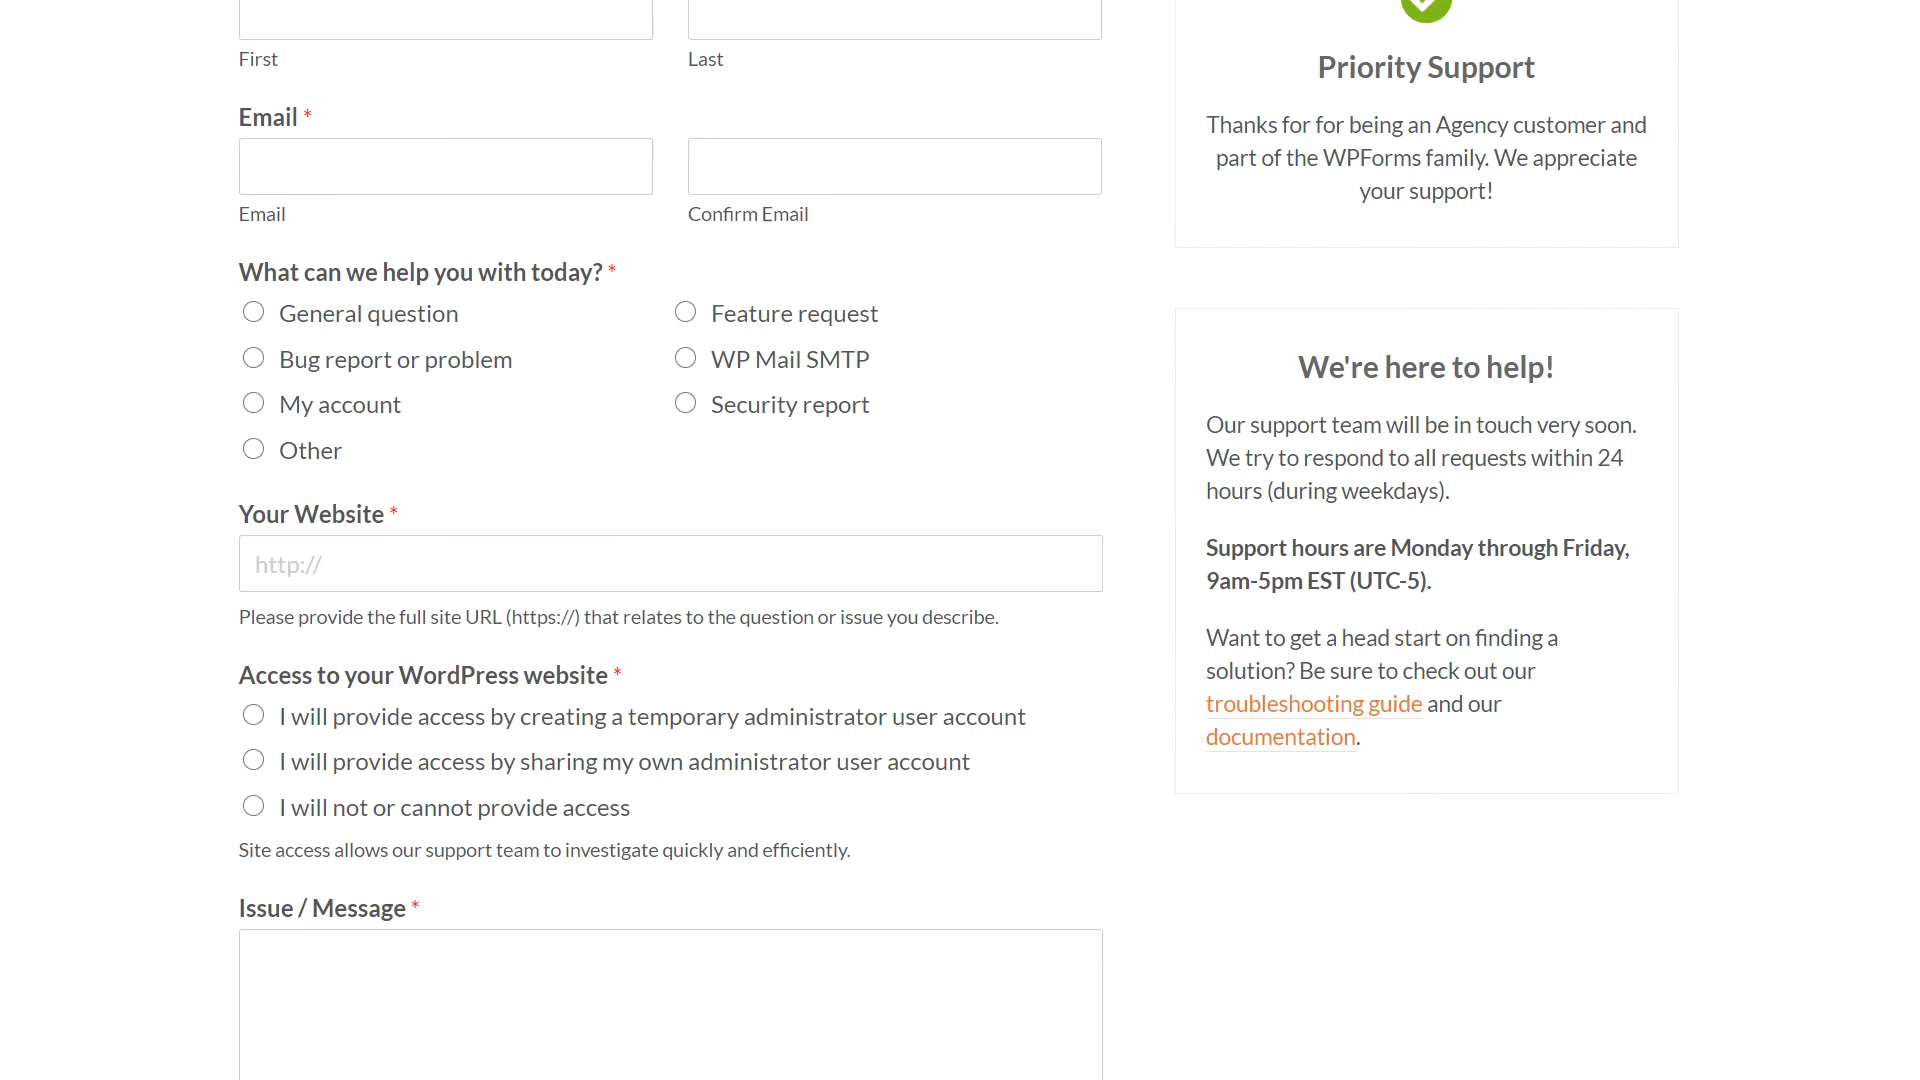 First
Last
Email *
Email
Confirm Email
What can we help you with today? *
General question
Feature request
Bug report or problem
WP Mail SMTP
My account
Security report
Other
Your Website *
http://
Please provide the full site URL (https://) that relates to the question or issue you describe.
Access to your WordPress website *
I will provide access by creating a temporary administrator user account
I will provide access by sharing my own administrator user account
I will not or cannot provide access
Site access allows our support team to investigate quickly and efficiently.
Issue / Message *
Priority Support
Thanks for for being an Agency customer and
part of the WPForms family. We appreciate
your support!
We're here to help!
Our support team will be in touch very soon.
We try to respond to all requests within 24
hours (during weekdays).
Support hours are Monday through Friday,
9am-5pm EST (UTC-5).
Want to get a head start on finding a
solution? Be sure to check out our
troubleshooting guide and our
documentation.